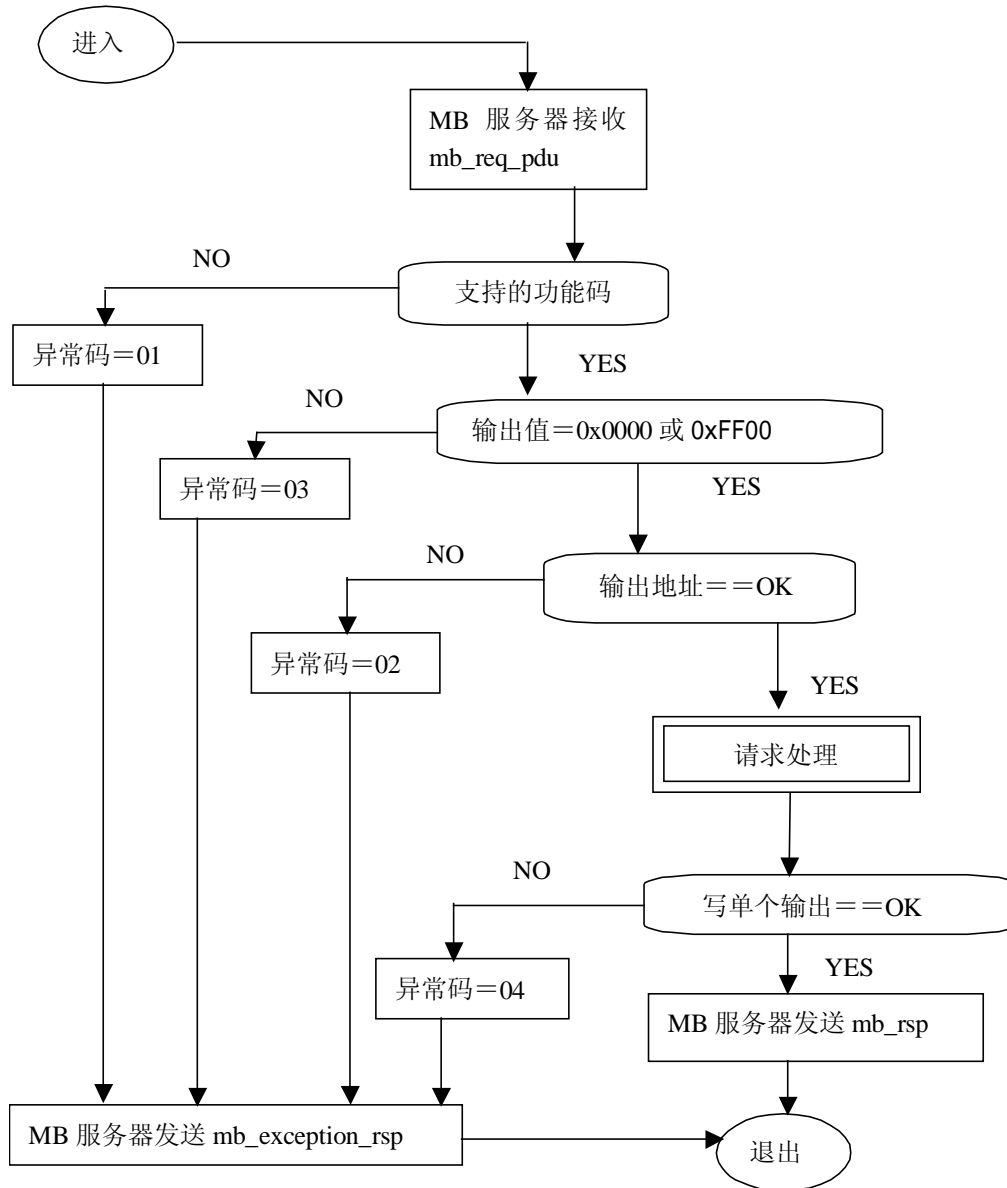 进入
MB 服务器接收
mb_req_pdu
NO
支持的功能码
异常码＝01
YES
NO
输出值＝0x0000 或 0xFF00
异常码＝03
YES
NO
输出地址＝＝OK
异常码＝02
YES
请求处理
NO
写单个输出＝＝OK
异常码＝04
YES
MB 服务器发送 mb_rsp
MB 服务器发送 mb_exception_rsp
退出